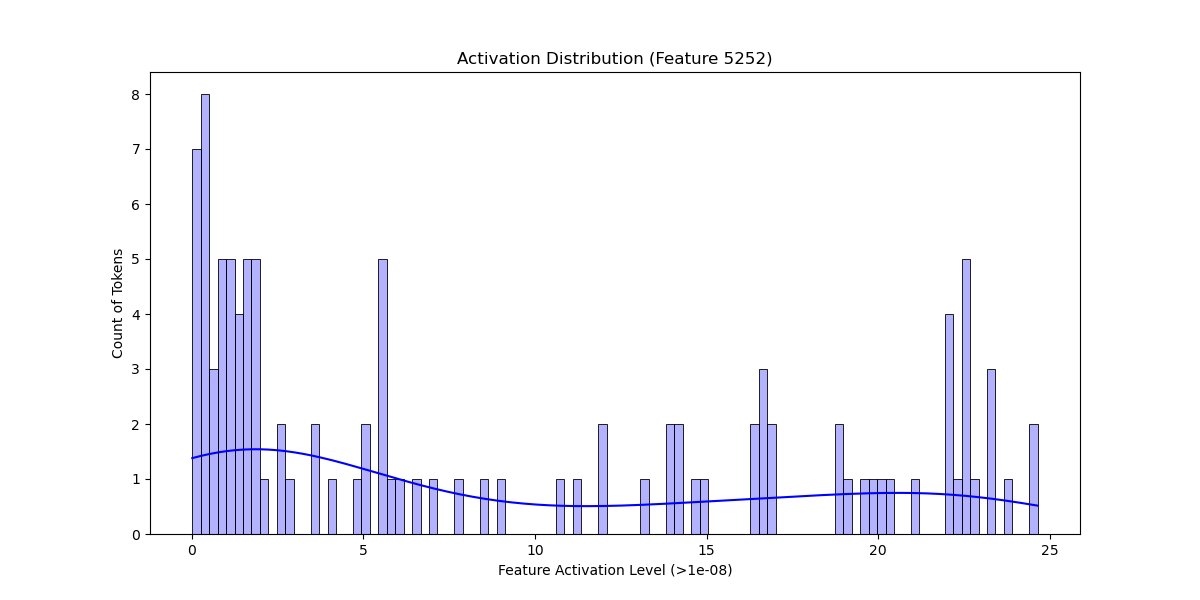 Activation Distribution (Feature 5252)
8
7
6
5
4
3
2
1
0
Count of Tokens
0 5 10 15 20 25
Feature Activation Level (>1e-08)